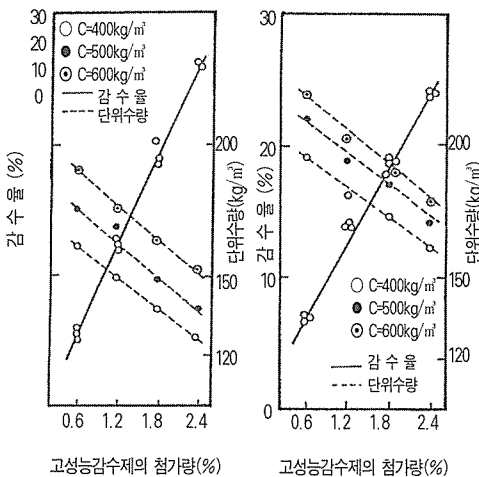 30
20
10
0
○ C=400kg/㎥
● C=500kg/㎥
⊙ C=600kg/㎥
감 수 율
단위수량
감 수 율 (%)
200
150
120
단위수량(kg/㎥)
0.6 1.2 1.8 2.4
고성능감수제의 첨가량(%)
30
20
10
0
감 수 율 (%)
200
180
120
단위수량(kg/㎥)
○ C=400kg/㎥
● C=500kg/㎥
⊙ C=600kg/㎥
감 수 율
단위수량
0.6 1.2 1.8 2.4
고성능감수제의 첨가량(%)